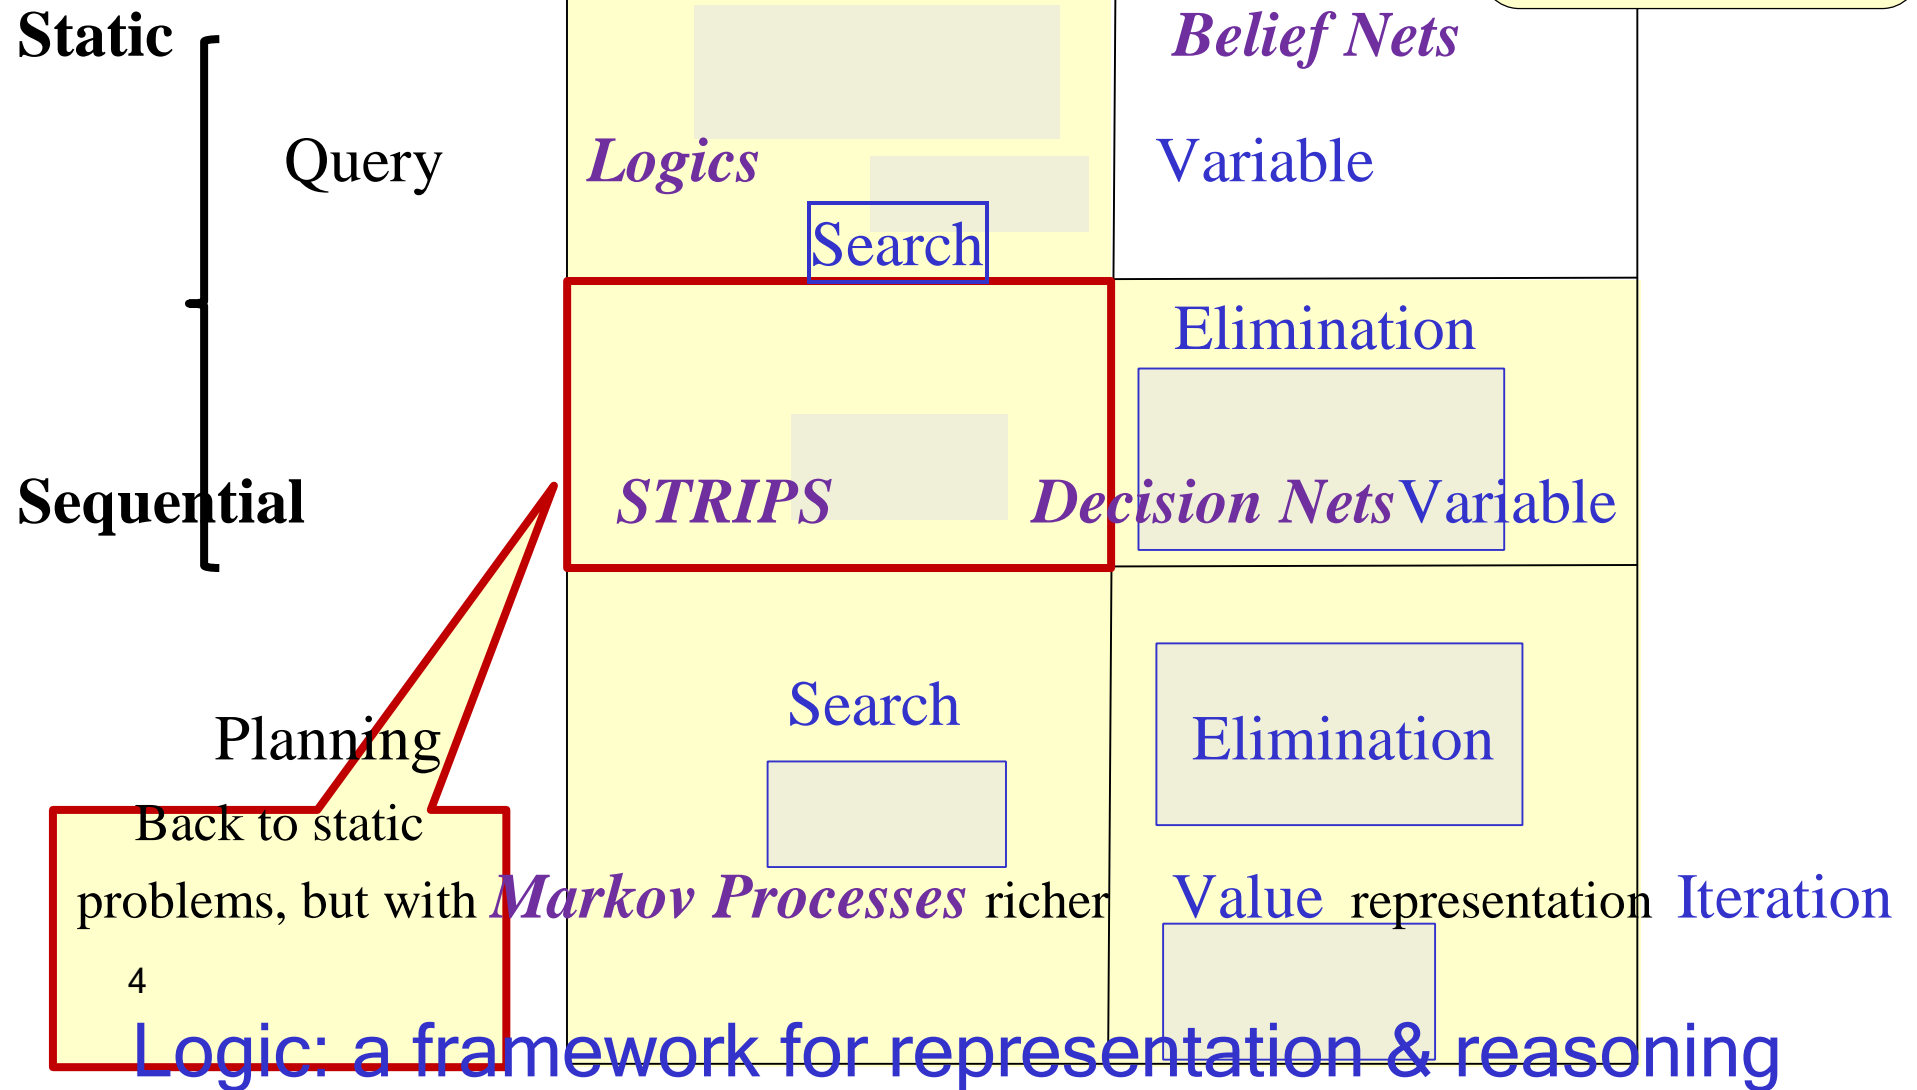 Static Belief Nets
Query Logics Variable
Search
Elimination
Sequential STRIPS Decision Nets Variable
Search
Planning Elimination
Back to static
problems, but with Markov Processes richer Value representation Iteration
4
Logic: a framework for representation & reasoning